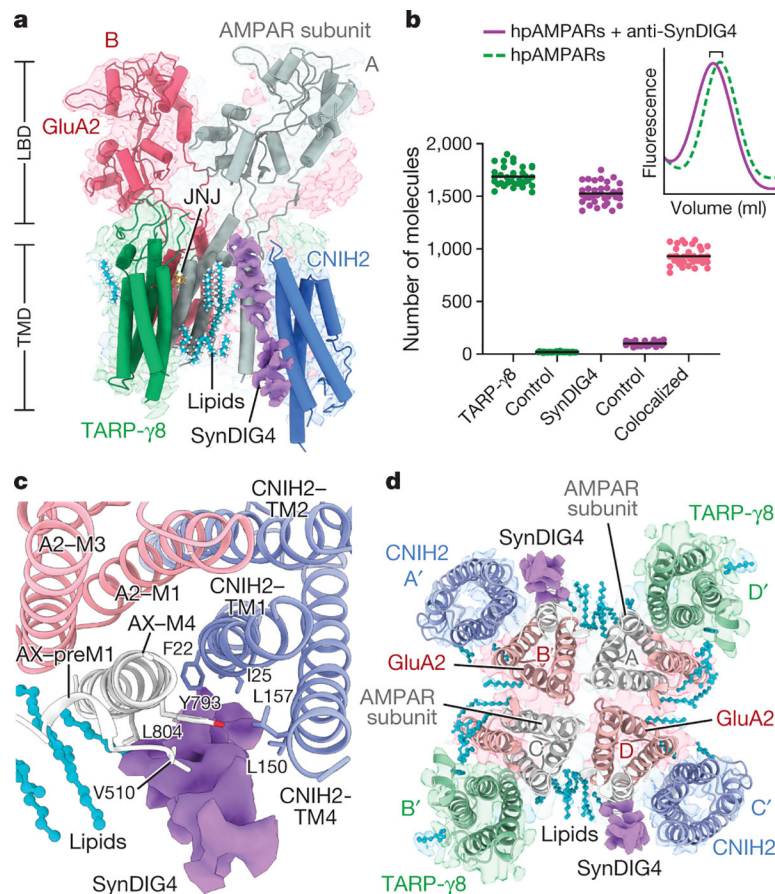 a
B
AMPAR subunit
A
LBD
GluA2
JNJ
CNIH2
TMD
Lipids
SynDIG4
TARP-γ8
b
hpAMPARs + anti-SynDIG4
hpAMPARs
Fluorescence
Volume (ml)
Number of molecules
2,000
1,500
1,000
500
0
TARP-γ8
Control
SynDIG4
Control
Colocalized
c
CNIH2–
TM2
A2–M3
A2–M1
CNIH2–
TM1
AX–M4
AX–preM1
F22
I25
Y793
L157
L804
L150
V510
CNIH2-
TM4
Lipids
SynDIG4
d
AMPAR
subunit
TARP-γ8
SynDIG4
CNIH2
A′
D′
B
A
GluA2
AMPAR
subunit
GluA2
C
D
B′
C′
Lipids
CNIH2
SynDIG4
TARP-γ8